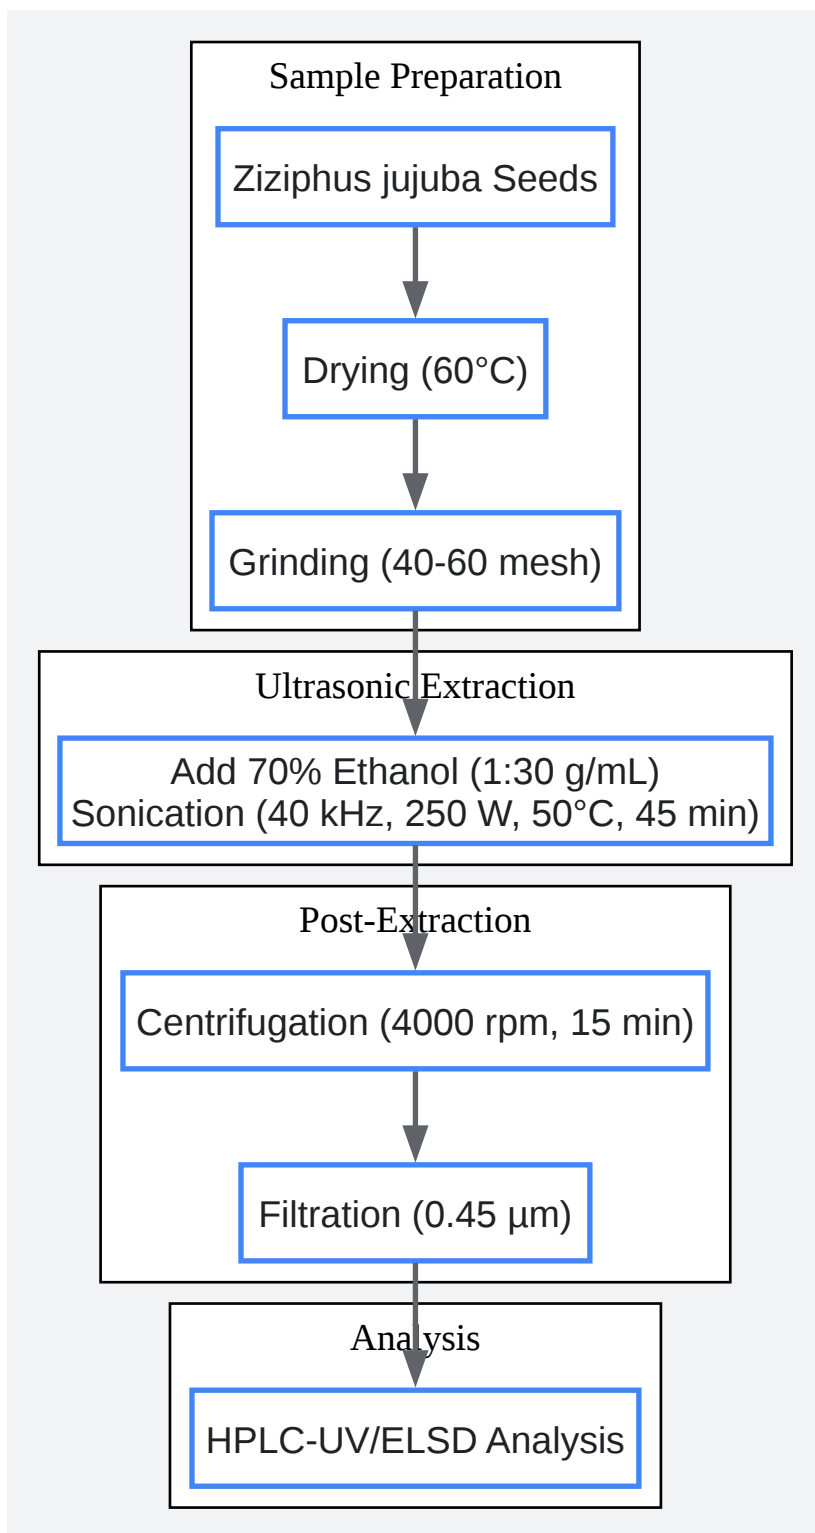 Sample Preparation
Ziziphus jujuba Seeds
Drying (60°C)
Grinding (40-60 mesh)
Ultrasonic Extraction
Add 70% Ethanol (1:30 g/mL)
Sonication (40 kHz, 250 W, 50°C, 45 min)
Post-Extraction
Centrifugation (4000 rpm, 15 min)
Filtration (0.45 µm)
Analysis
HPLC-UV/ELSD Analysis